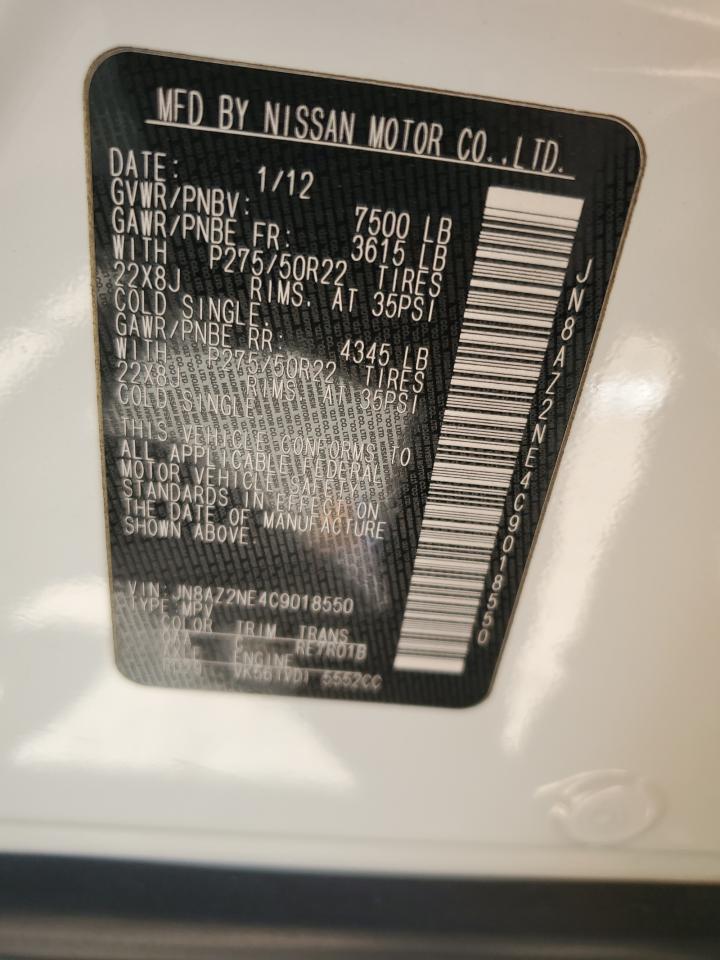 MFD BY NISSAN MOTOR CO.,LTD.
DATE: 1/12
GVWR/PNBV: 7500 LB
GAWR/PNBE FR: 3615 LB
WITH P275/50R22 TIRES
22X8J RIMS, AT 35PSI
COLD SINGLE.
GAWR/PNBE RR: 4345 LB
WITH P275/50R22 TIRES
22X8J RIMS, AT 35PSI
COLD SINGLE.
THIS VEHICLE CONFORMS TO
ALL APPLICABLE FEDERAL
MOTOR VEHICLE SAFETY
STANDARDS IN EFFECT ON
THE DATE OF MANUFACTURE
SHOWN ABOVE.
VIN:JN8AZ2NE4C9018550
TYPE:MPV
COLOR TRIM TRANS
RE7R01B
ENGINE
VK56(VD) 5552CC
JN8AZ2NE4C9018550